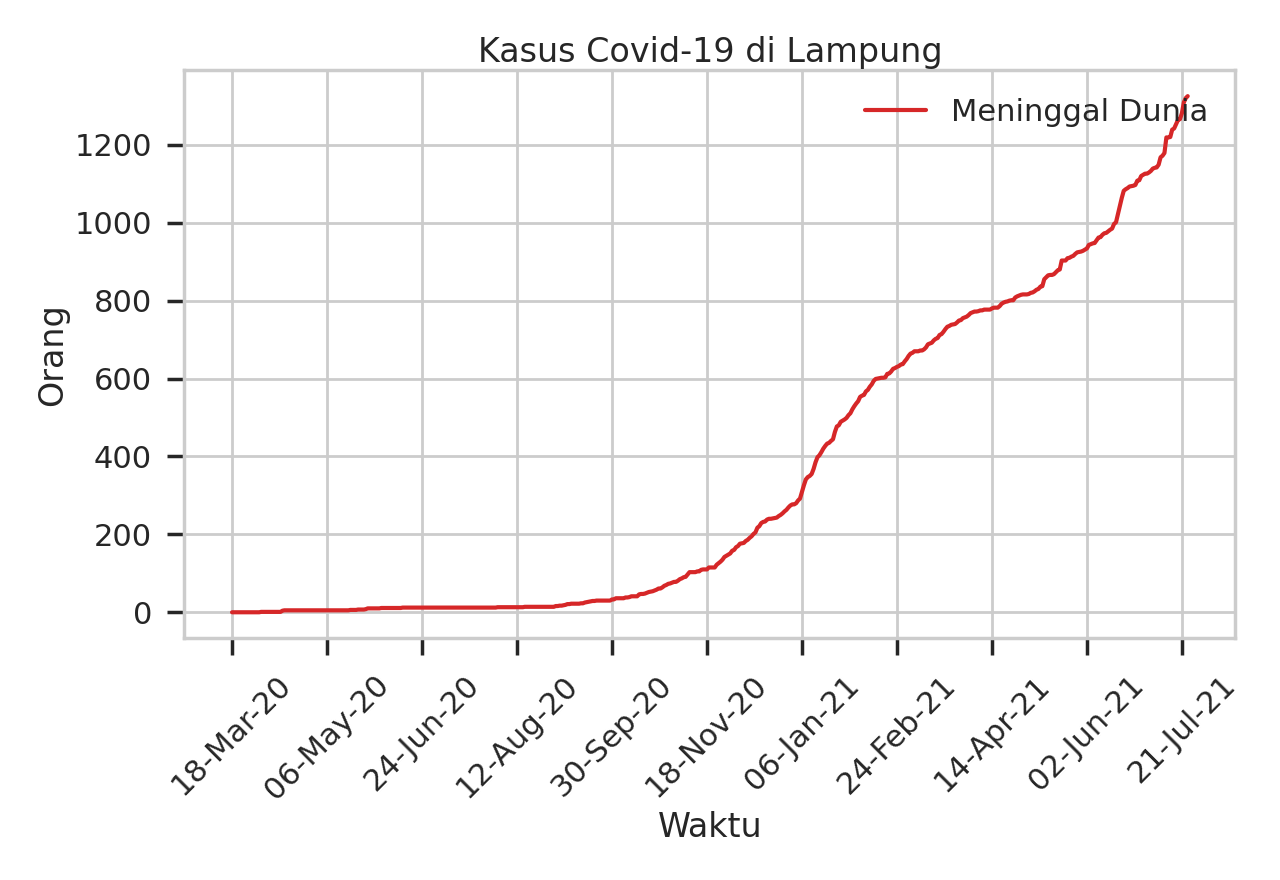 Kasus Covid-19 di Lampung
Meninggal Dunia
1200
1000
800
600
400
200
0
Orang
18-Mar-20
06-May-20
24-Jun-20
12-Aug-20
30-Sep-20
18-Nov-20
06-Jan-21
24-Feb-21
14-Apr-21
02-Jun-21
21-Jul-21
Waktu